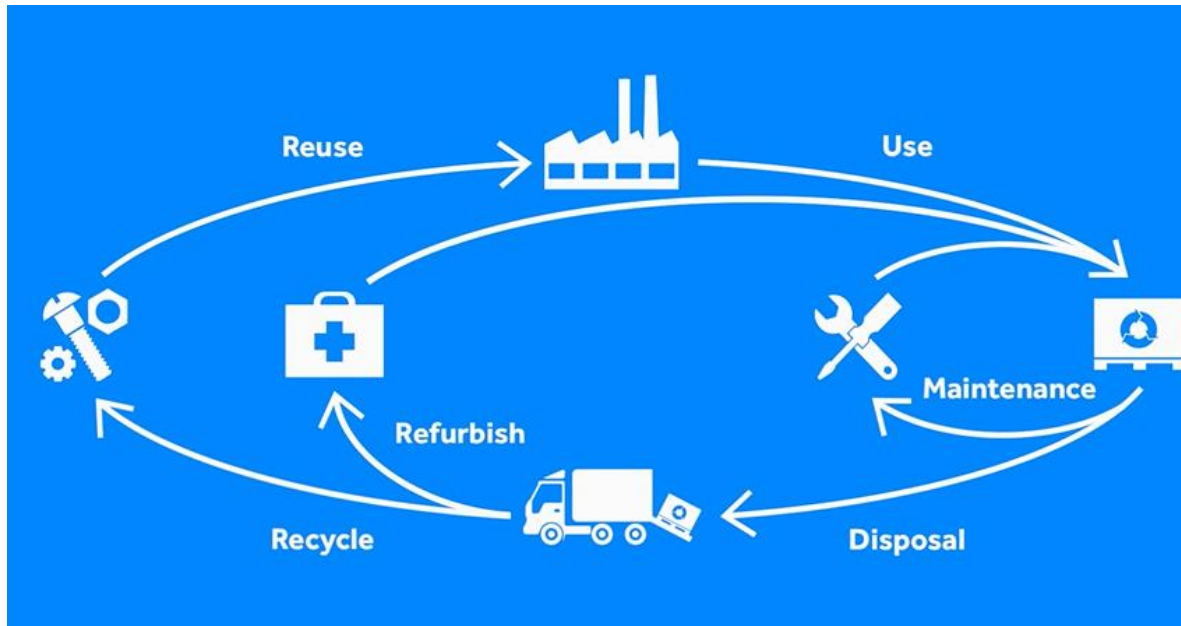 Reuse
Use
Maintenance
Refurbish
Recycle
Disposal